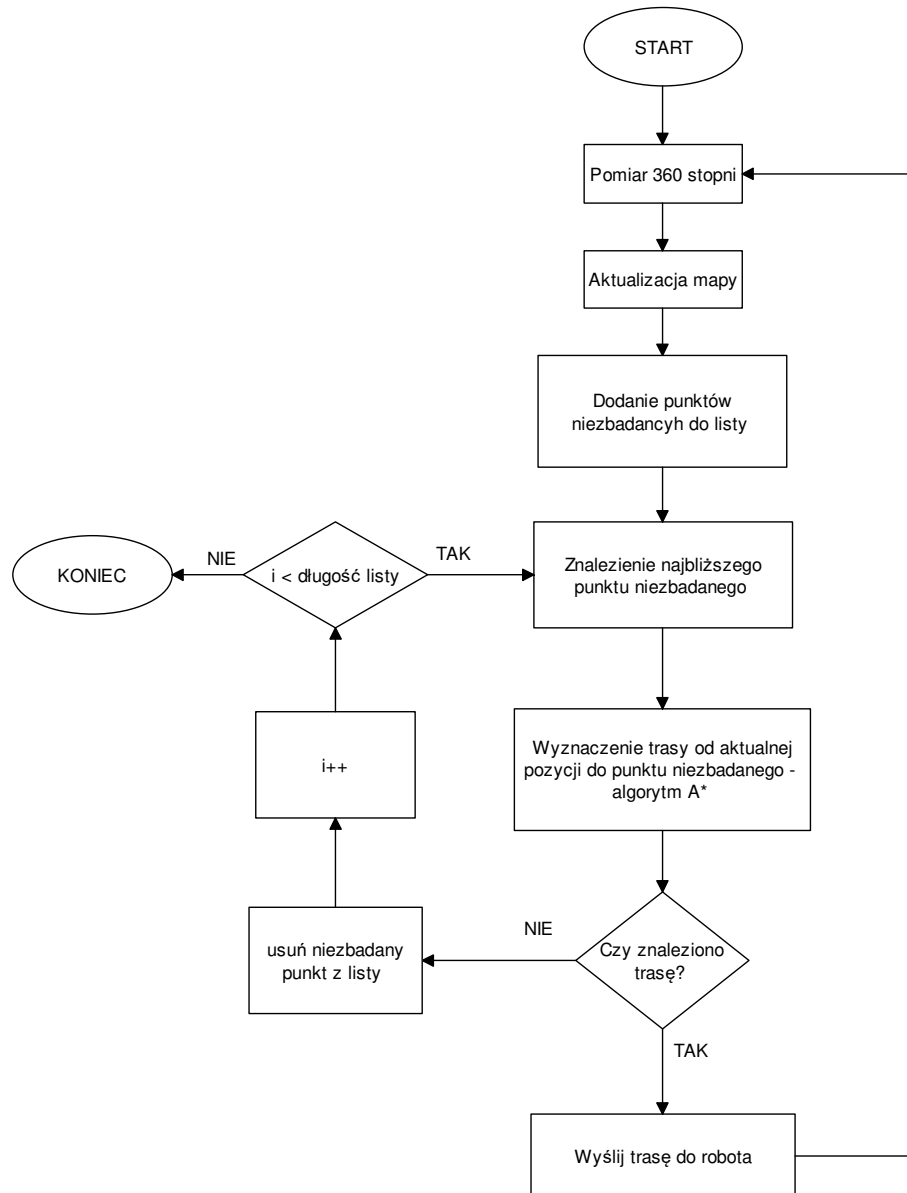 START
Pomiar 360 stopni
Aktualizacja mapy
Dodanie punktów
niezbadancyh do listy
KONIEC
NIE
i < długość listy
TAK
Znalezienie najbliższego
punktu niezbadanego
i++
Wyznaczenie trasy od aktualnej
pozycji do punktu niezbadanego -
algorytm A*
usuń niezbadany
punkt z listy
NIE
Czy znaleziono
trasę?
TAK
Wyślij trasę do robota